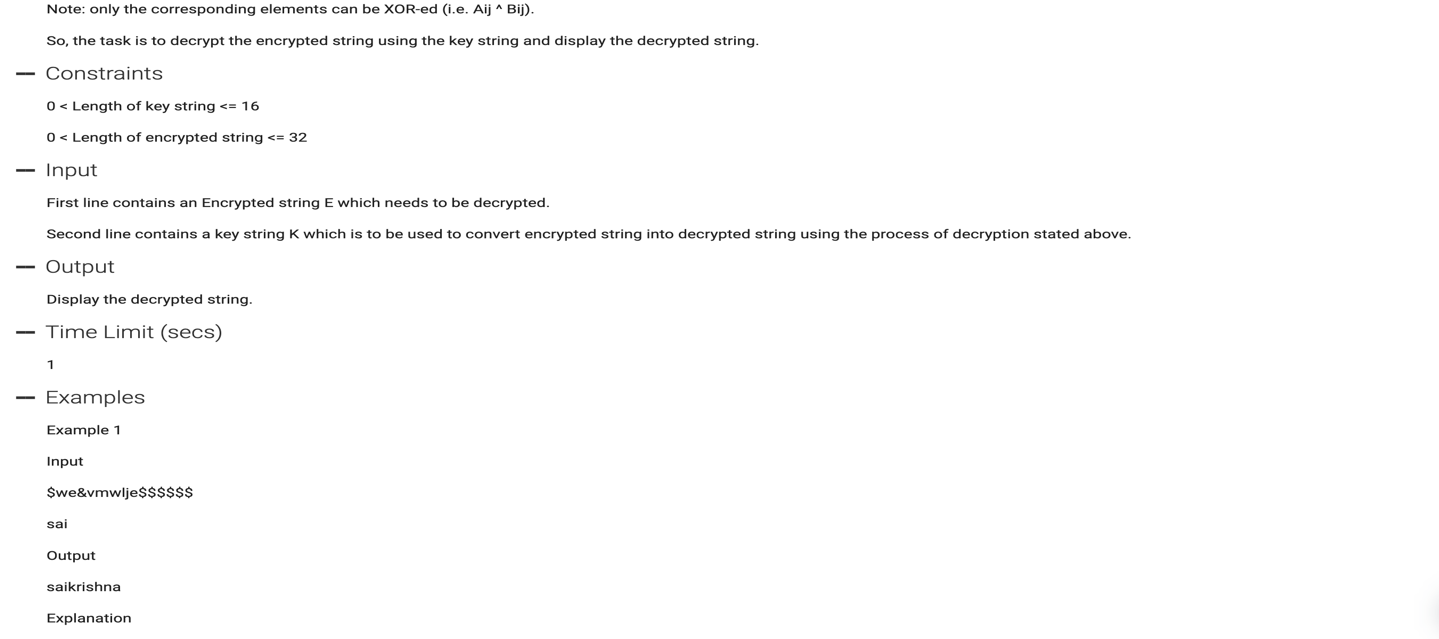 Note: only the corresponding elements can be XOR-ed (i.e. Aij ^ Bij).
So, the task is to decrypt the encrypted string using the key string and display the decrypted string.
Constraints
0 < Length of key string <= 16
0 < Length of encrypted string <= 32
Input
First line contains an Encrypted string E which needs to be decrypted.
Second line contains a key string K which is to be used to convert encrypted string into decrypted string using the process of decryption stated above.
Output
Display the decrypted string.
Time Limit (secs)
1
Examples
Example 1
Input
$we&vmwlje$$$$$$
sai
Output
saikrishna
Explanation